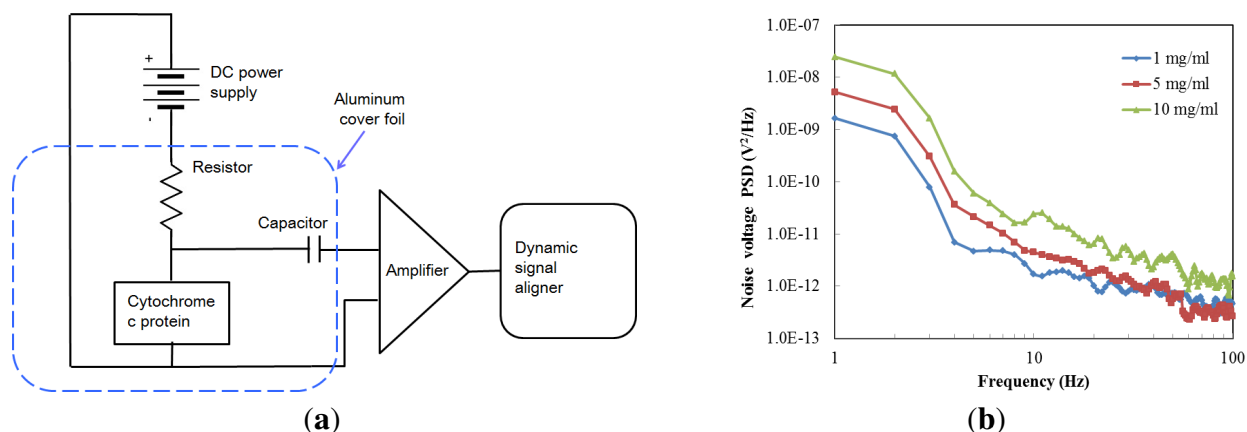 +
DC power
supply
-
Aluminum
cover foil
Resistor
Capacitor
Amplifier
Dynamic
signal
aligner
Cytochrome
c protein
(a)
Noise voltage PSD (V²/Hz)
1.0E-07
1.0E-08
1.0E-09
1.0E-10
1.0E-11
1.0E-12
1.0E-13
1 mg/ml
5 mg/ml
10 mg/ml
1
10
100
Frequency (Hz)
(b)